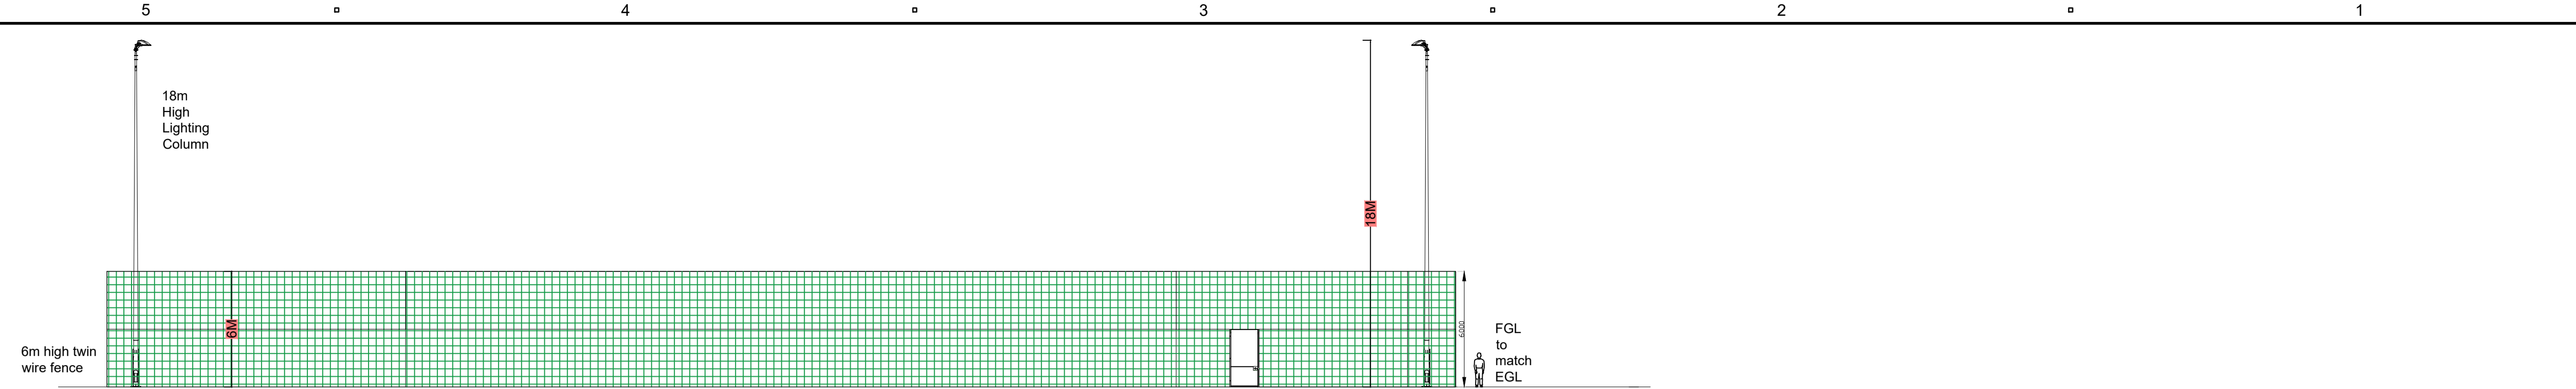 5 4 3 2 1
18m
High
Lighting
Column
18M
6M
6000
6m high twin
wire fence
FGL
to
match
EGL